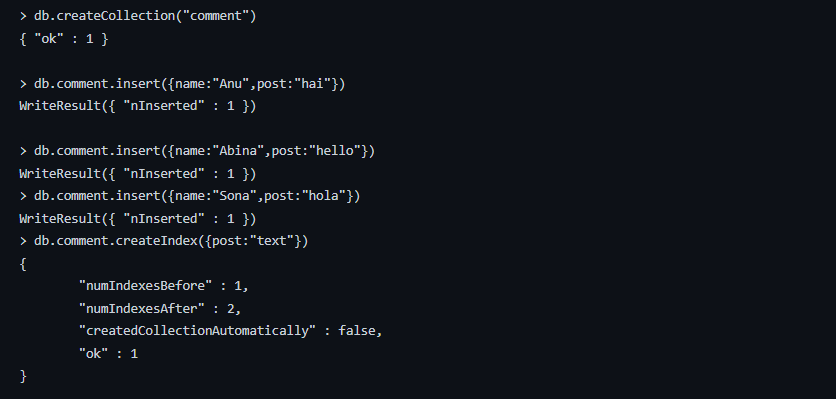 > db.createCollection("comment")
{ "ok" : 1 }
> db.comment.insert({name:"Anu",post:"hai"})
WriteResult({ "nInserted" : 1 })
> db.comment.insert({name:"Abina",post:"hello"})
WriteResult({ "nInserted" : 1 })
> db.comment.insert({name:"Sona",post:"hola"})
WriteResult({ "nInserted" : 1 })
> db.comment.createIndex({post:"text"})
{
        "numIndexesBefore" : 1,
        "numIndexesAfter" : 2,
        "createdCollectionAutomatically" : false,
        "ok" : 1
}